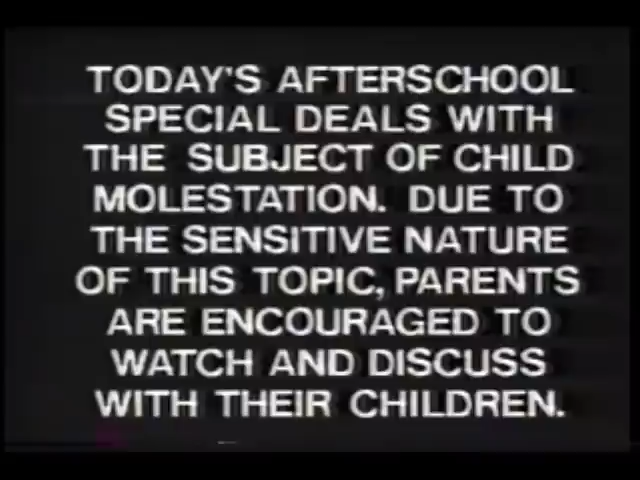 TODAY'S AFTERSCHOOL
SPECIAL DEALS WITH
THE SUBJECT OF CHILD
MOLESTATION. DUE TO
THE SENSITIVE NATURE
OF THIS TOPIC, PARENTS
ARE ENCOURAGED TO
WATCH AND DISCUSS
WITH THEIR CHILDREN.